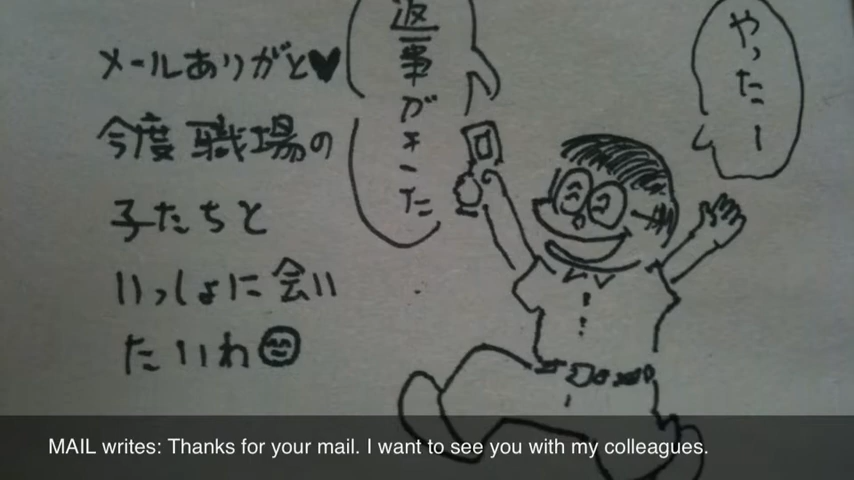 メールありがと♥
今度職場の
子たちと
いっしょに会い
たいわ
返事がきた
やったー
MAIL writes: Thanks for your mail. I want to see you with my colleagues.